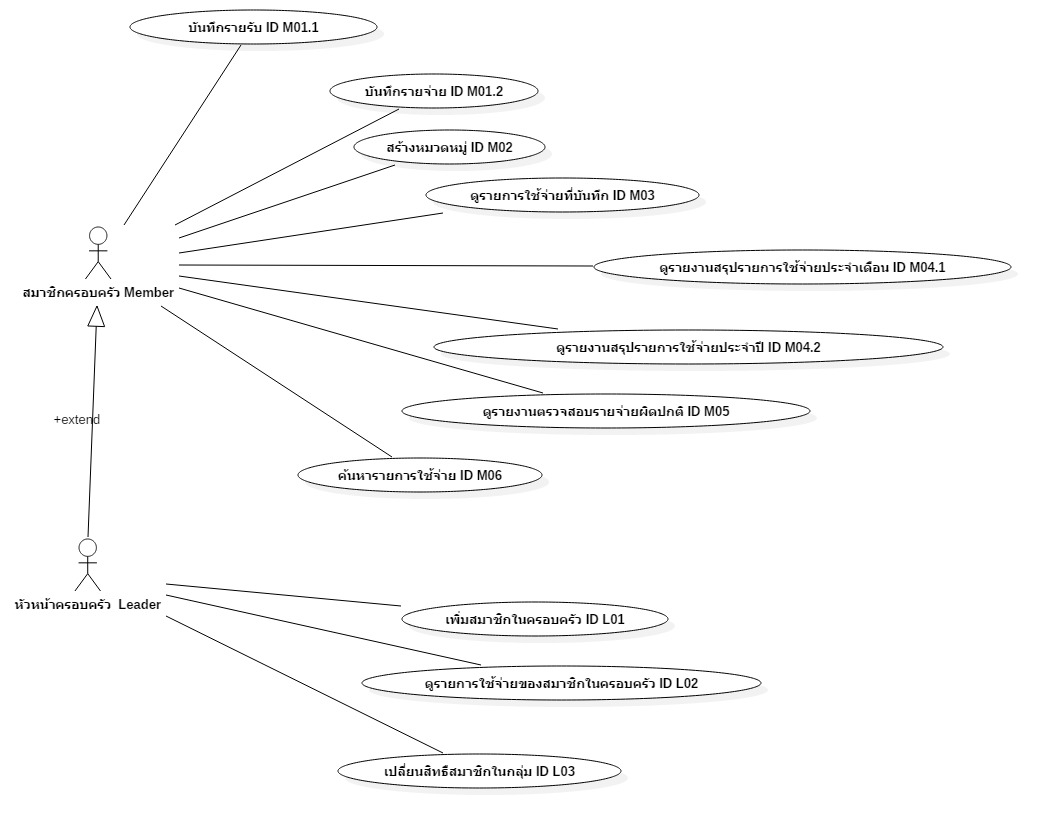 บันทึกรายรับ ID M01.1
บันทึกรายจ่าย ID M01.2
สร้างหมวดหมู่ ID M02
ดูรายการใช้จ่ายที่บันทึก ID M03
ดูรายงานสรุปรายการใช้จ่ายประจำเดือน ID M04.1
สมาชิกครอบครัว Member
ดูรายงานสรุปรายการใช้จ่ายประจำปี ID M04.2
ดูรายงานตรวจสอบรายจ่ายผิดปกติ ID M05
+extend
ค้นหารายการใช้จ่าย ID M06
หัวหน้าครอบครัว  Leader
เพิ่มสมาชิกในครอบครัว ID L01
ดูรายการใช้จ่ายของสมาชิกในครอบครัว ID L02
เปลี่ยนสิทธิ์สมาชิกในกลุ่ม ID L03